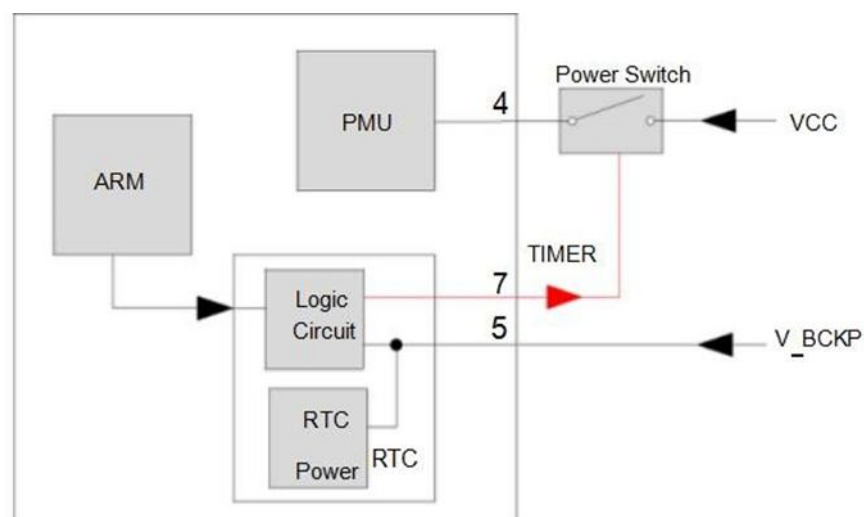 Power Switch
4
PMU
VCC
ARM
TIMER
7
Logic
Circuit
5
V_BCKP
RTC
RTC
Power